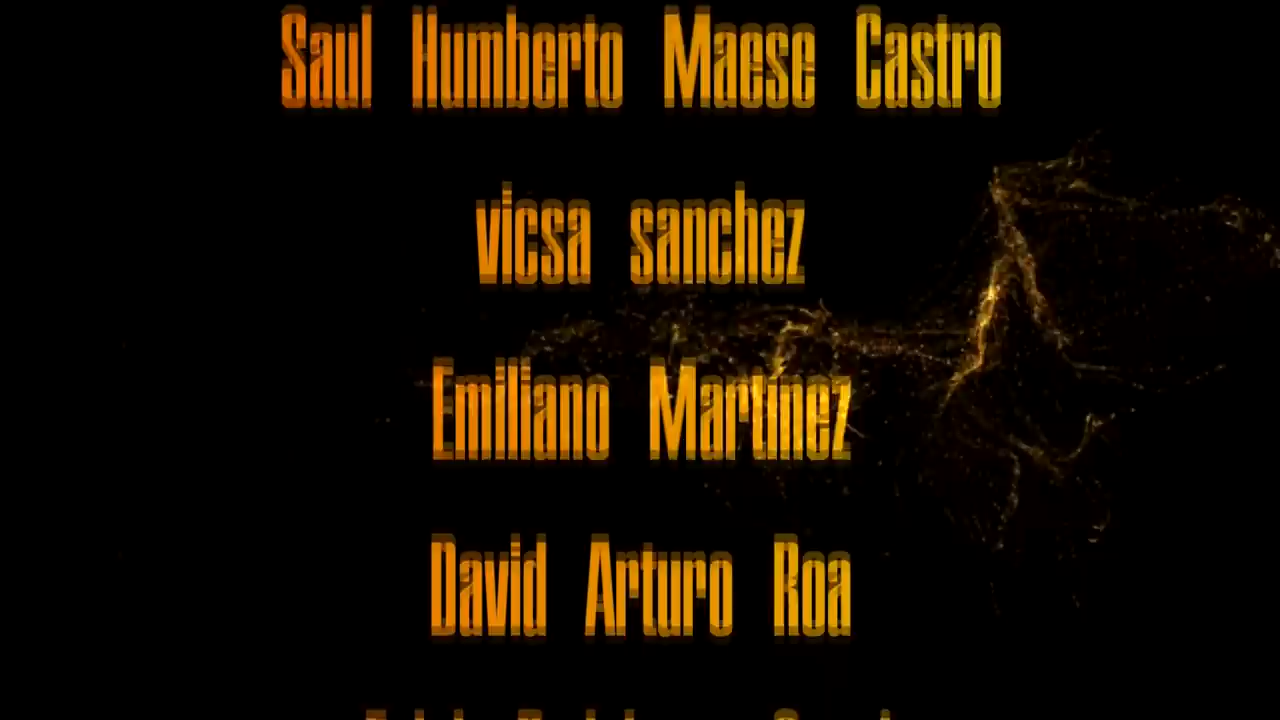 Saul Humberto Maese Castro
vicsa sanchez
Emiliano Martinez
David Arturo Roa